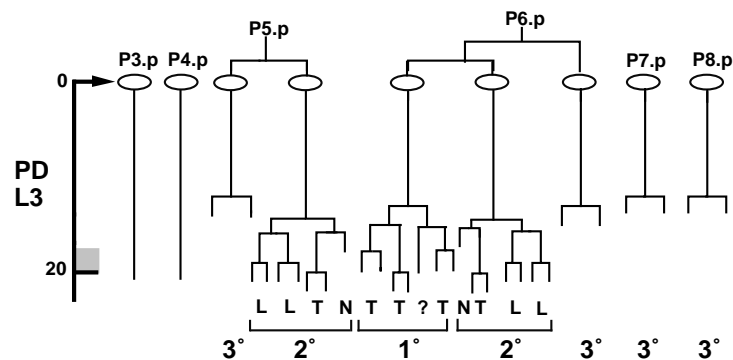 P5.p P6.p
P3.p P4.p P7.p P8.p
0
PD
L3
20
L L T N T T ? T N T L L
3° 2° 1° 2° 3° 3° 3°